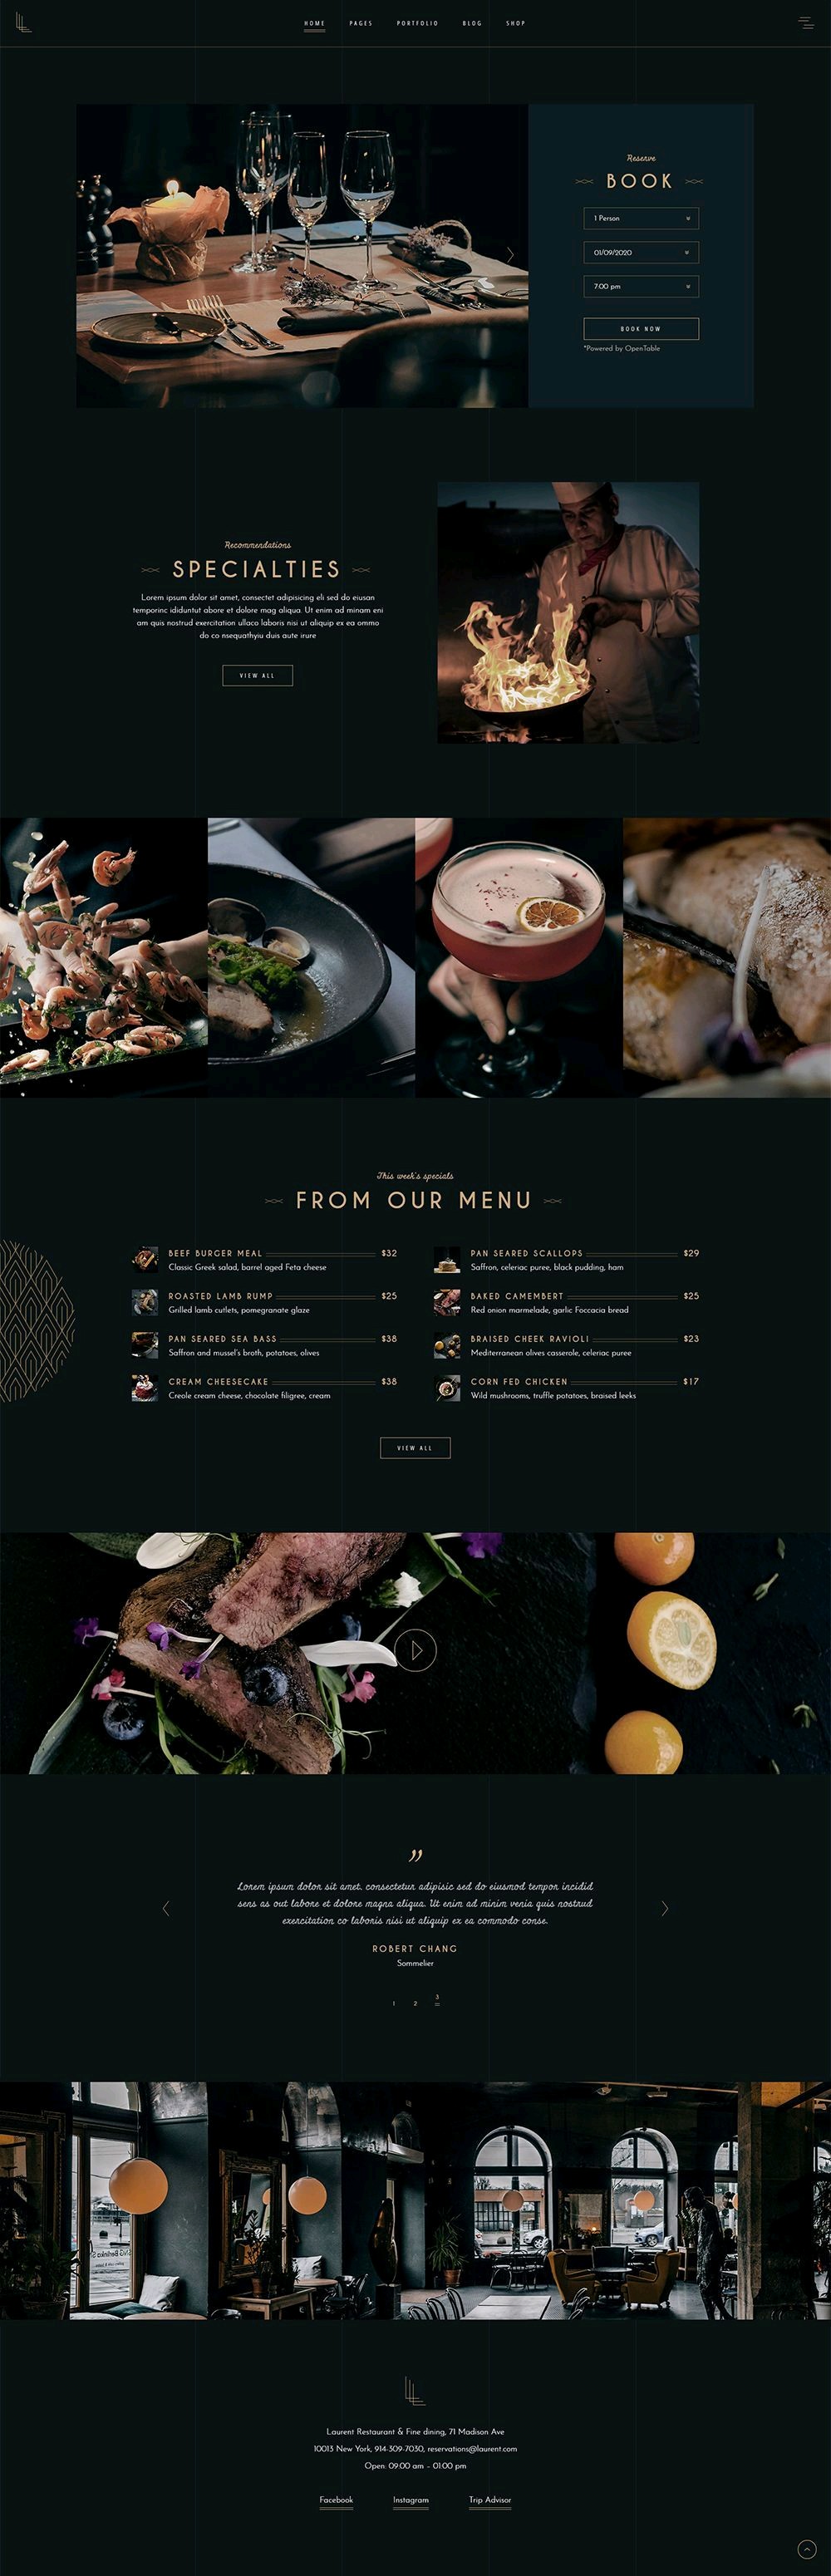 HOME PAGES PORTFOLIO BLOG SHOP
Reserve
BOOK
1 Person
01/09/2020
7:00 pm
BOOK NOW
*Powered by OpenTable
Recommendations
SPECIALTIES
Lorem ipsum dolor sit amet, consectet adipisicing eli sed do eiusan
temporinc ididuntut abore et dolore mag aliqua. Ut enim ad minam eni
am quis nostrud exercitation ullaco laboris nisi ut aliquip ex ea ommo
do co nsequathyiu duis aute irure
VIEW ALL
This week's specials
FROM OUR MENU
BEEF BURGER MEAL $32
Classic Greek salad, barrel aged Feta cheese
ROASTED LAMB RUMP $25
Grilled lamb cutlets, pomegranate glaze
PAN SEARED SEA BASS $38
Saffron and mussel's broth, potatoes, olives
CREAM CHEESECAKE $38
Creole cream cheese, chocolate filigree, cream
PAN SEARED SCALLOPS $29
Saffron, celeriac puree, black pudding, ham
BAKED CAMEMBERT $25
Red onion marmelade, garlic Foccacia bread
BRAISED CHEEK RAVIOLI $23
Mediterranean olives casserole, celeriac puree
CORN FED CHICKEN $17
Wild mushrooms, truffle potatoes, braised leeks
VIEW ALL
”
Lorem ipsum dolor sit amet, consectetur adipisic sed do eiusmod tempor incidid
sens as out labore et dolore magna aliqua. Ut enim ad minim venia quis nostrud
exercitation co laboris nisi ut aliquip ex ea commodo conse.
ROBERT CHANG
Sommelier
1 2 3
Laurent Restaurant & Fine dining, 71 Madison Ave
10013 New York, 914-309-7030, reservations@laurent.com
Open: 09:00 am – 01:00 pm
Facebook Instagram Trip Advisor